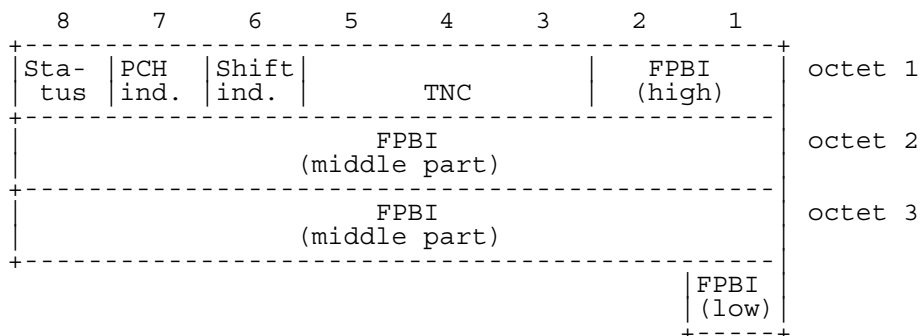 8 7 6 5 4 3 2 1
Sta- PCH Shift FPBI octet 1
tus ind. ind. TNC (high)
FPBI octet 2
(middle part)
FPBI octet 3
(middle part)
FPBI
(low)